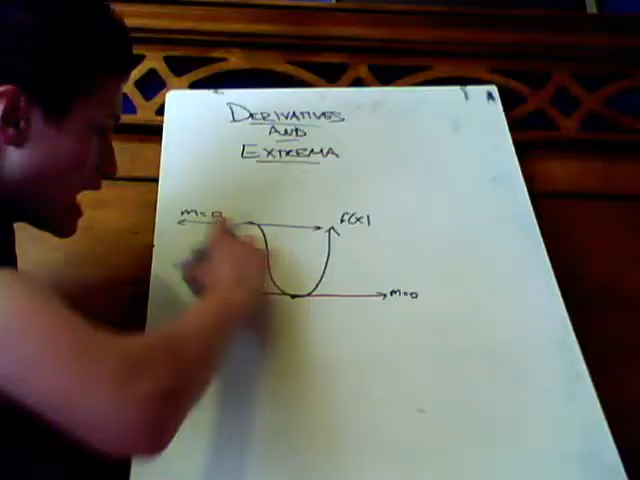 DERIVATIVES
AND
EXTREMA
m=0
f(x)
m=0